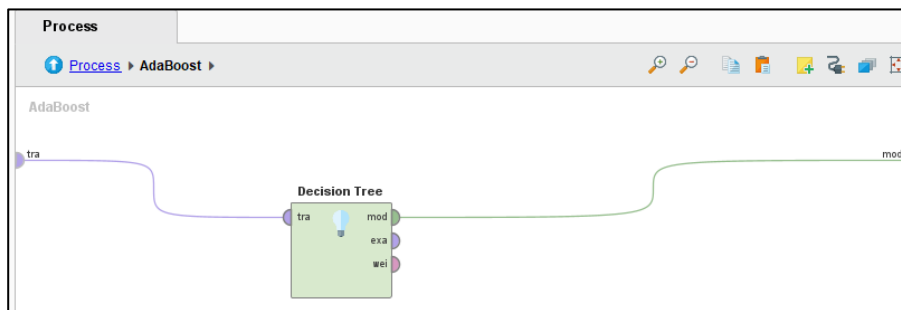 Process
Process ▸ AdaBoost ▸
AdaBoost
tra
mod
Decision Tree
tra
mod
exa
wei